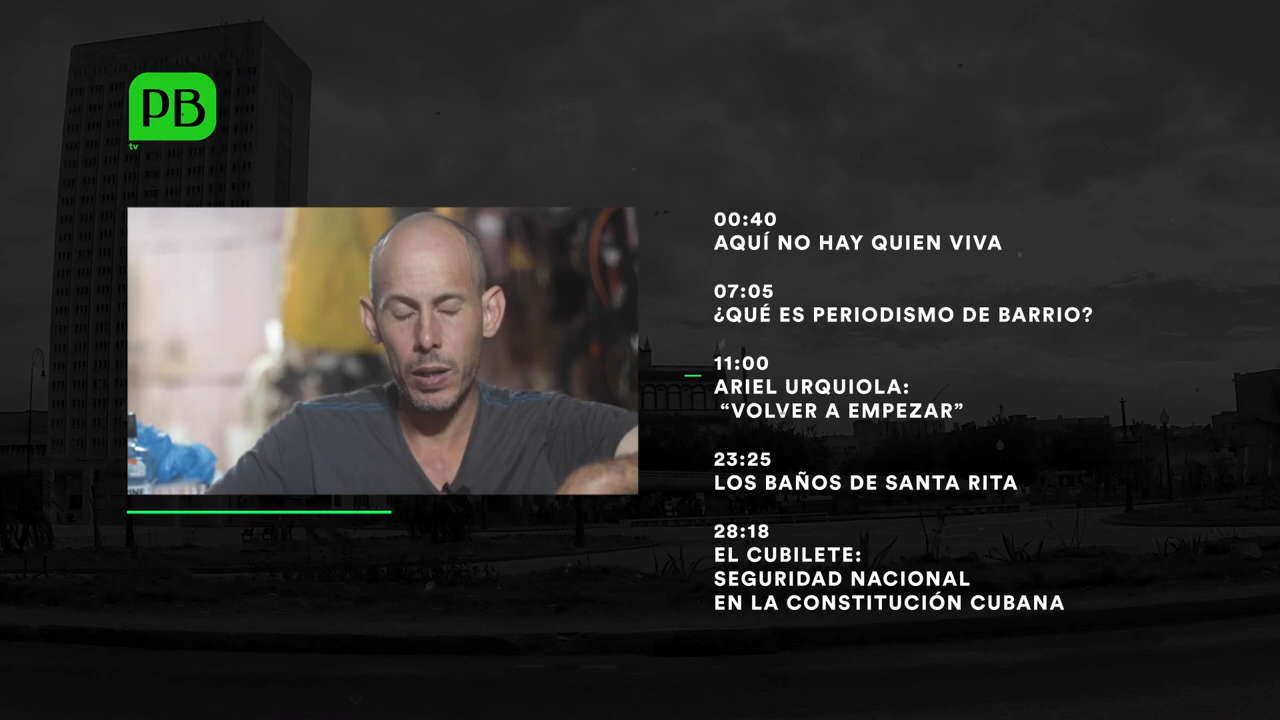 PB
tv
00:40
AQUÍ NO HAY QUIEN VIVA
07:05
¿QUÉ ES PERIODISMO DE BARRIO?
11:00
ARIEL URQUIOLA:
“VOLVER A EMPEZAR”
23:25
LOS BAÑOS DE SANTA RITA
28:18
EL CUBILETE:
SEGURIDAD NACIONAL
EN LA CONSTITUCIÓN CUBANA